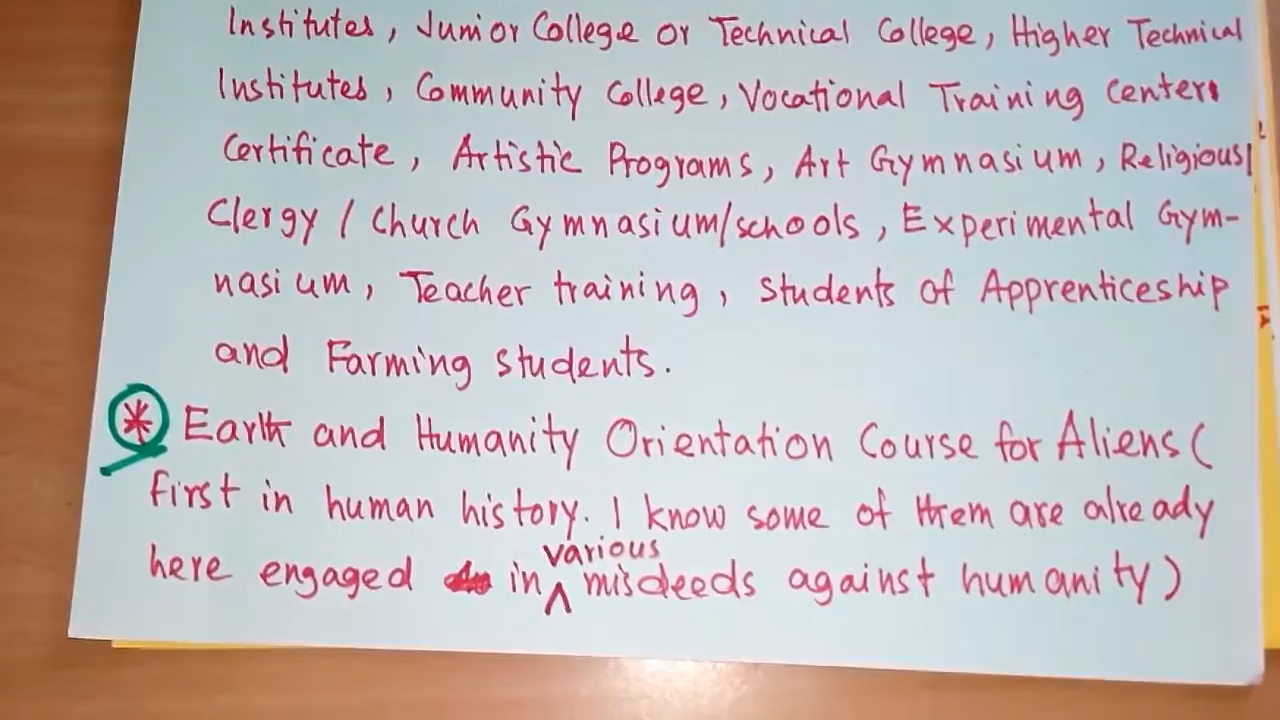 Institutes, Junior College or Technical College, Higher Technical
Institutes, Community College, Vocational Training Centers
Certificate, Artistic Programs, Art Gymnasium, Religious/
Clergy / Church Gymnasium/schools, Experimental Gym-
nasium, Teacher training, Students of Apprenticeship
and Farming students.
* Earth and Humanity Orientation Course for Aliens (
first in human history. I know some of them are already
here engaged in various misdeeds against humanity)